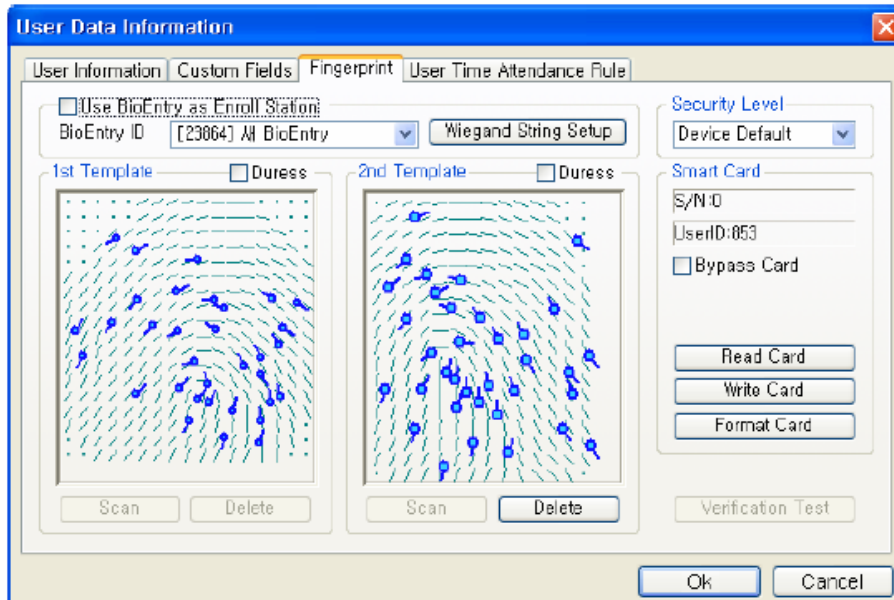 User Data Information
User Information Custom Fields Fingerprint User Time Attendance Rule
Use BioEntry as Enroll Station
BioEntry ID [23864] 새 BioEntry Wiegand String Setup
Security Level
Device Default
1st Template Duress
2nd Template Duress
Smart Card
S/N:0
UserID:853
Bypass Card
Read Card
Write Card
Format Card
Scan Delete
Scan Delete
Verification Test
Ok Cancel